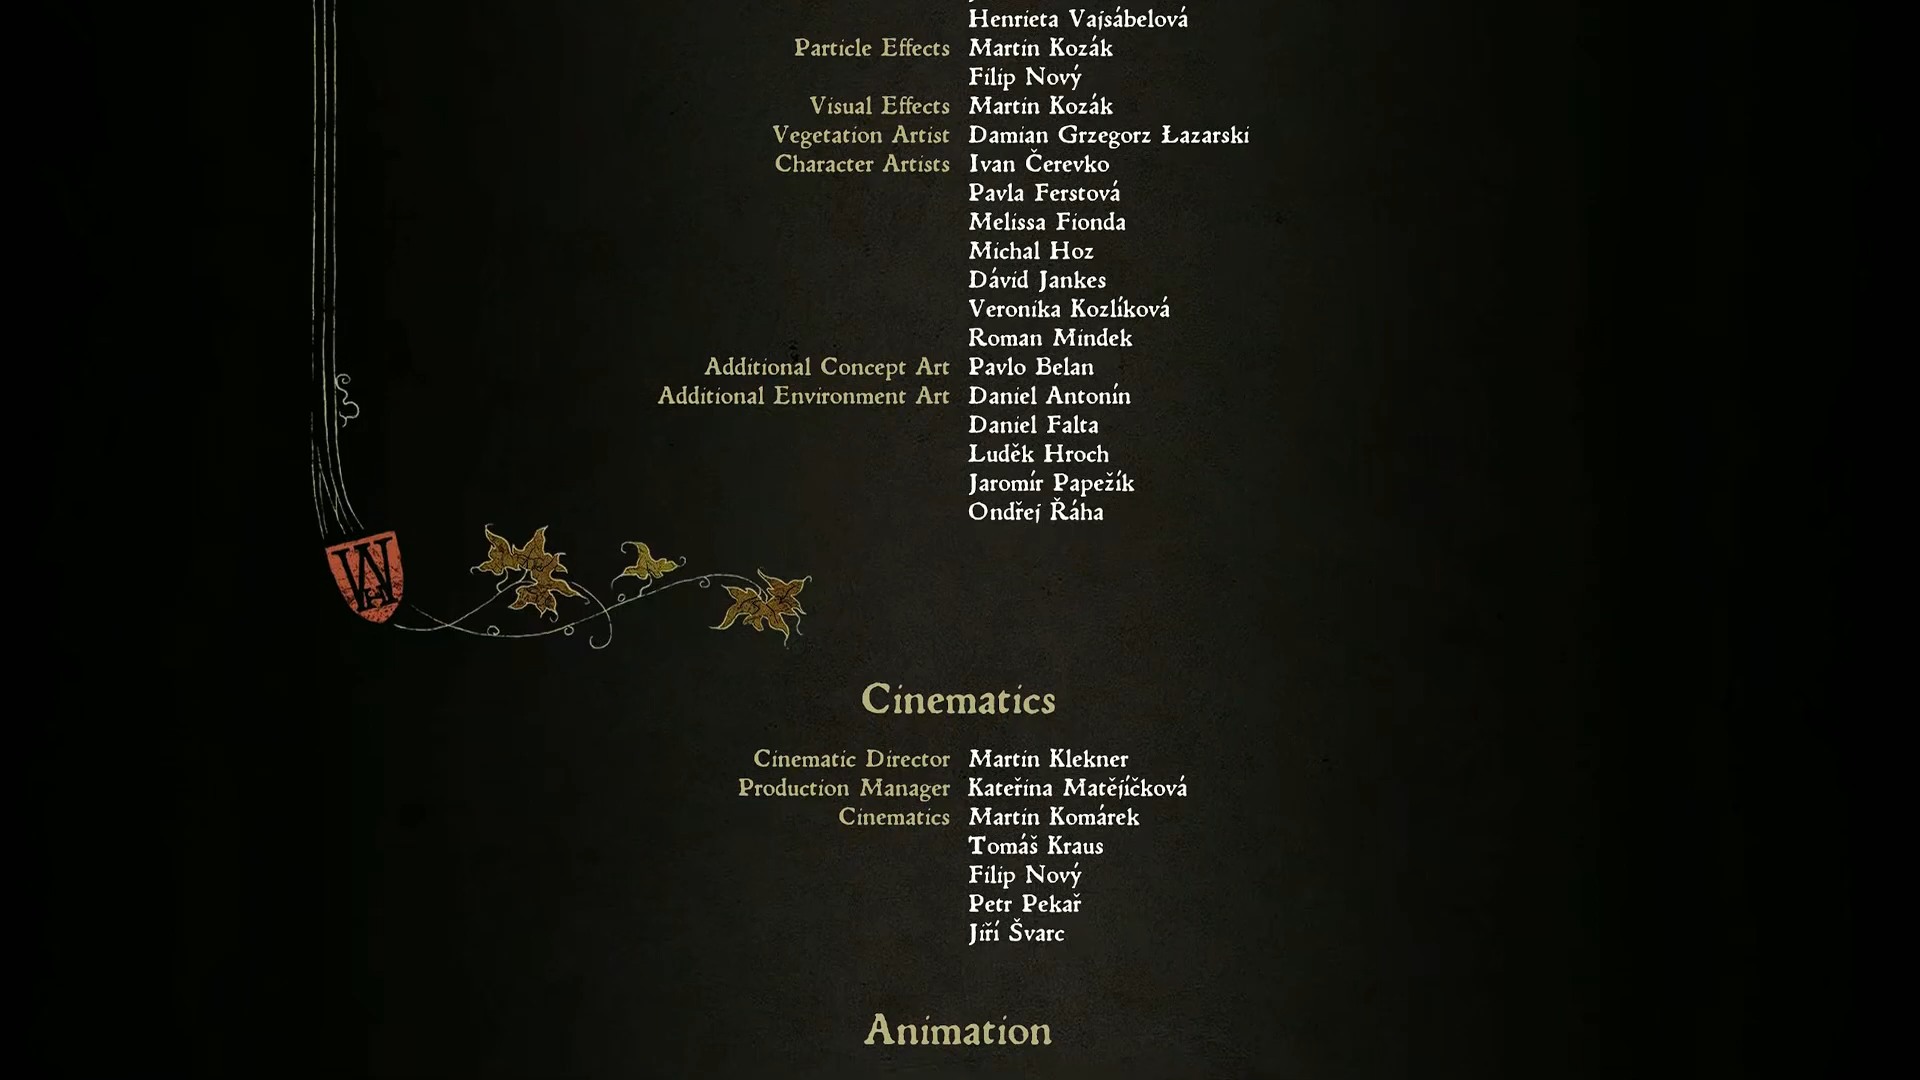 Henrieta Vajsábelová
Particle Effects Martin Kozák
Filip Nový
Visual Effects Martin Kozák
Vegetation Artist Damian Grzegorz Łazarski
Character Artists Ivan Čerevko
Pavla Ferstová
Melissa Fionda
Michal Hoz
Dávid Jankes
Veronika Kozlíková
Roman Mindek
Additional Concept Art Pavlo Belan
Additional Environment Art Daniel Antonín
Daniel Falta
Luděk Hroch
Jaromír Papežík
Ondřej Řáha
Cinematics
Cinematic Director Martin Klekner
Production Manager Kateřina Matějíčková
Cinematics Martin Komárek
Tomáš Kraus
Filip Nový
Petr Pekař
Jiří Švarc
Animation